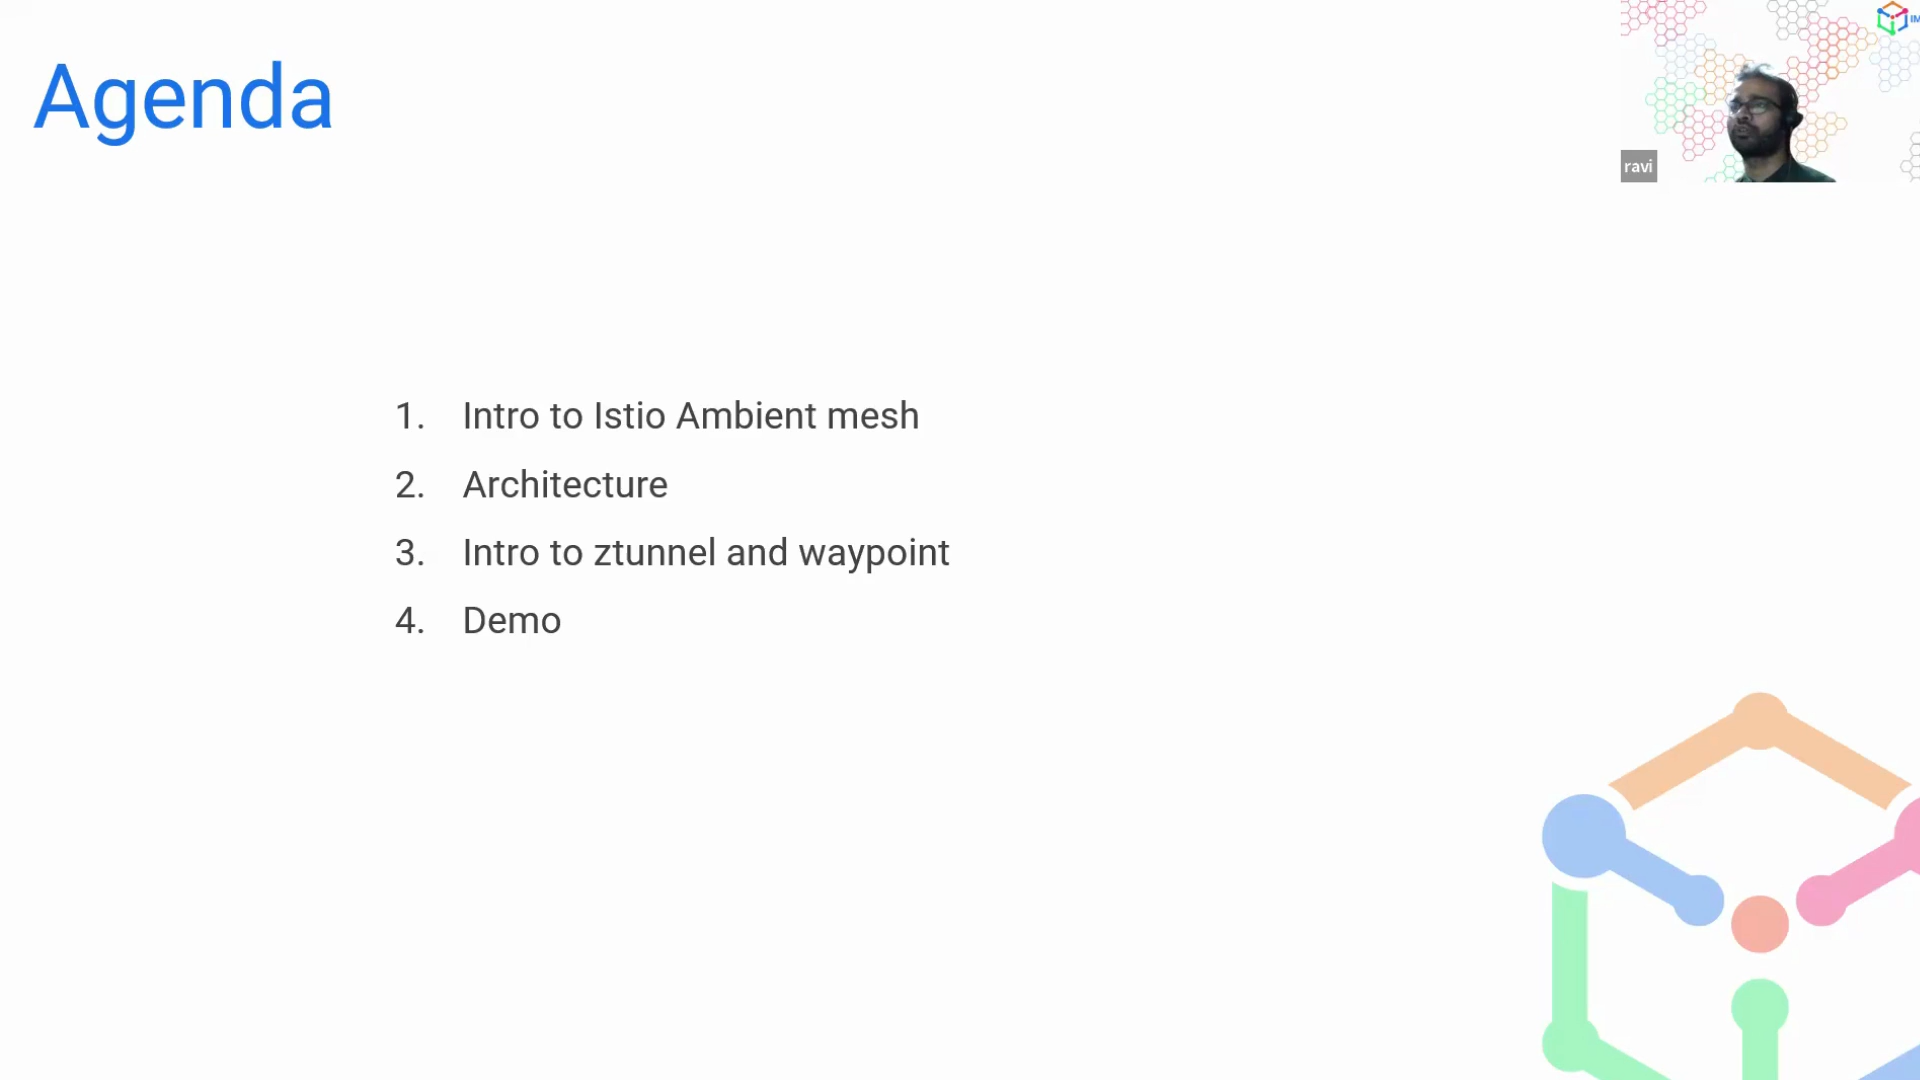 Agenda
ravi
1. Intro to Istio Ambient mesh
2. Architecture
3. Intro to ztunnel and waypoint
4. Demo